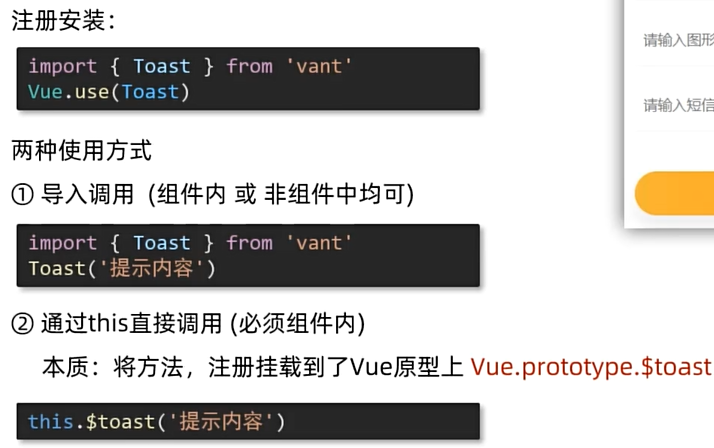 注册安装：
import { Toast } from 'vant'
Vue.use(Toast)
两种使用方式
① 导入调用 (组件内 或 非组件中均可)
import { Toast } from 'vant'
Toast('提示内容')
② 通过this直接调用 (必须组件内)
本质：将方法，注册挂载到了Vue原型上 Vue.prototype.$toast
this.$toast('提示内容')
请输入图形
请输入短信